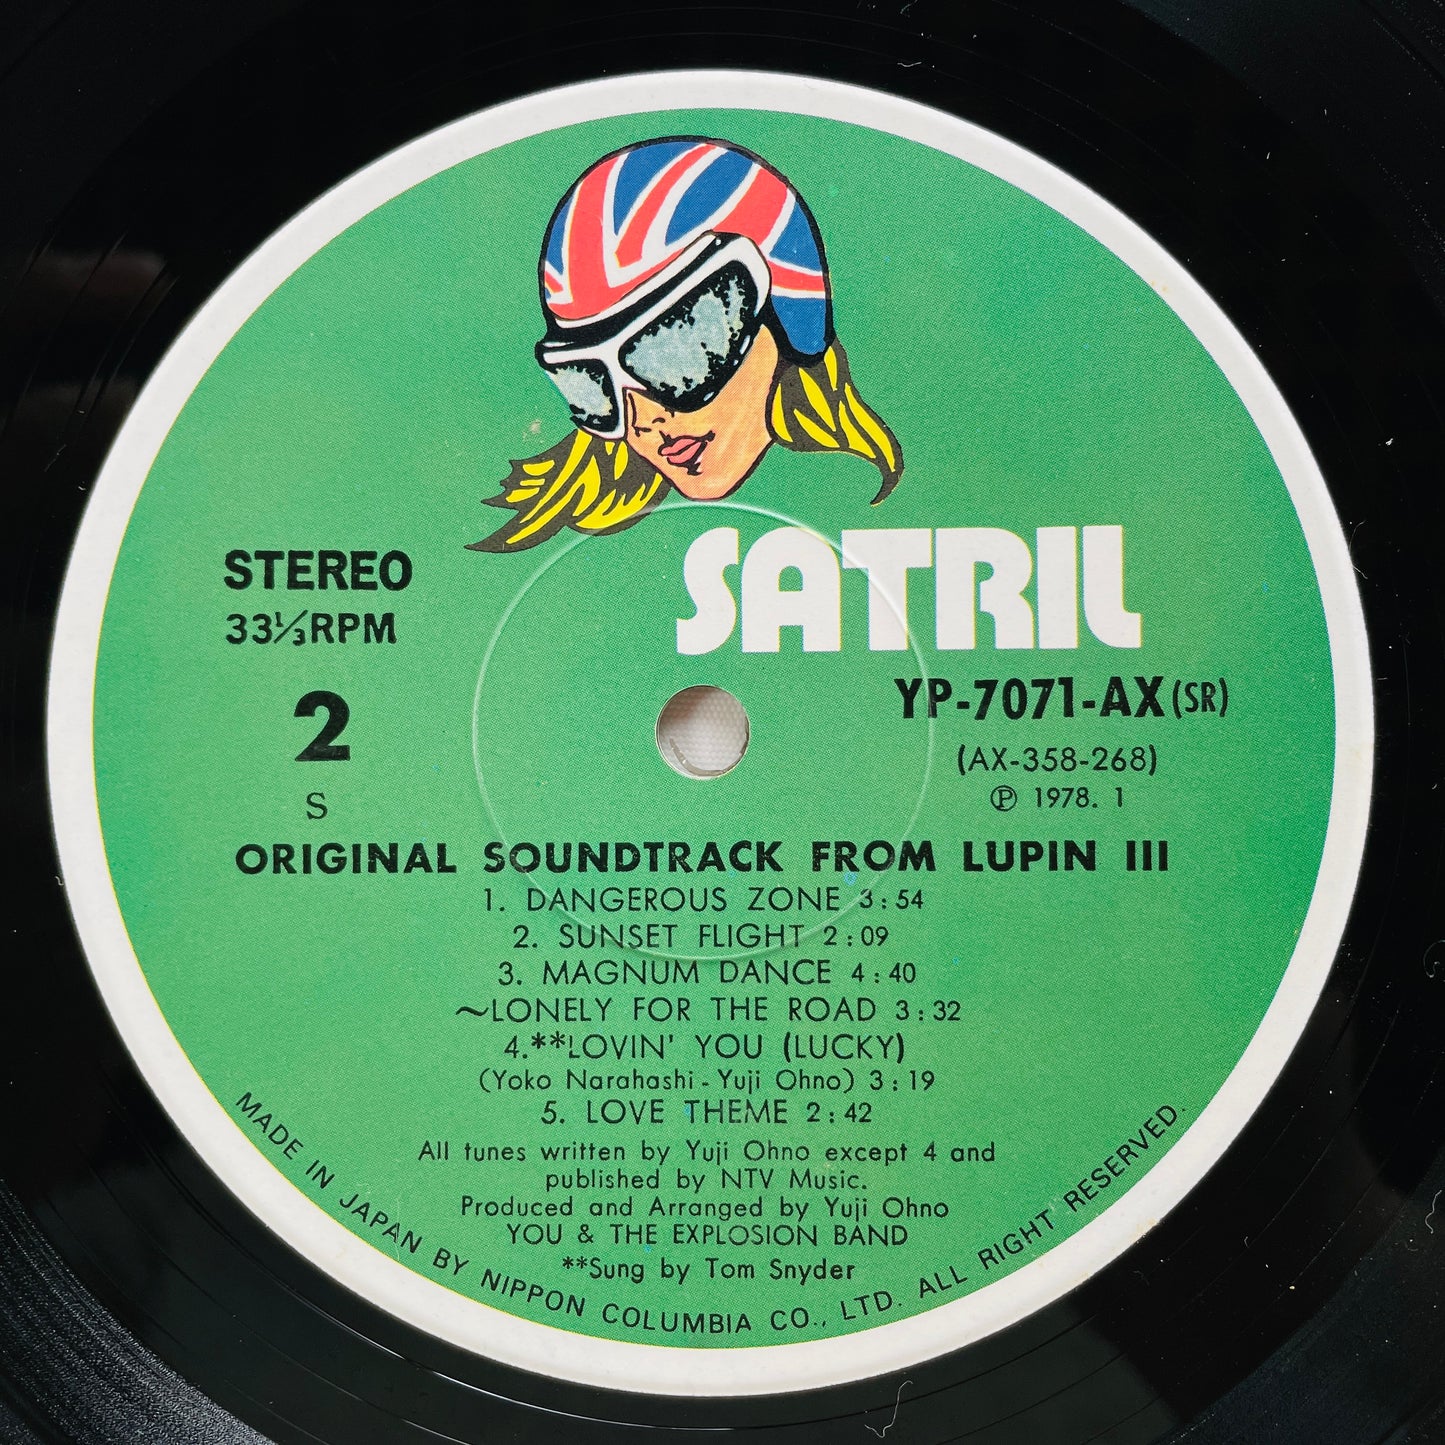 SATRIL
STEREO
33⅓RPM
2
S
YP-7071-AX(SR)
(AX-358-268)
Ⓟ 1978. 1
ORIGINAL SOUNDTRACK FROM LUPIN III
1. DANGEROUS ZONE 3:54
2. SUNSET FLIGHT 2:09
3. MAGNUM DANCE 4:40
~LONELY FOR THE ROAD 3:32
4.**LOVIN' YOU (LUCKY)
(Yoko Narahashi-Yuji Ohno) 3:19
5. LOVE THEME 2:42
All tunes written by Yuji Ohno except 4 and
published by NTV Music.
Produced and Arranged by Yuji Ohno
YOU & THE EXPLOSION BAND
**Sung by Tom Snyder
MADE IN JAPAN BY NIPPON COLUMBIA CO., LTD. ALL RIGHT RESERVED.